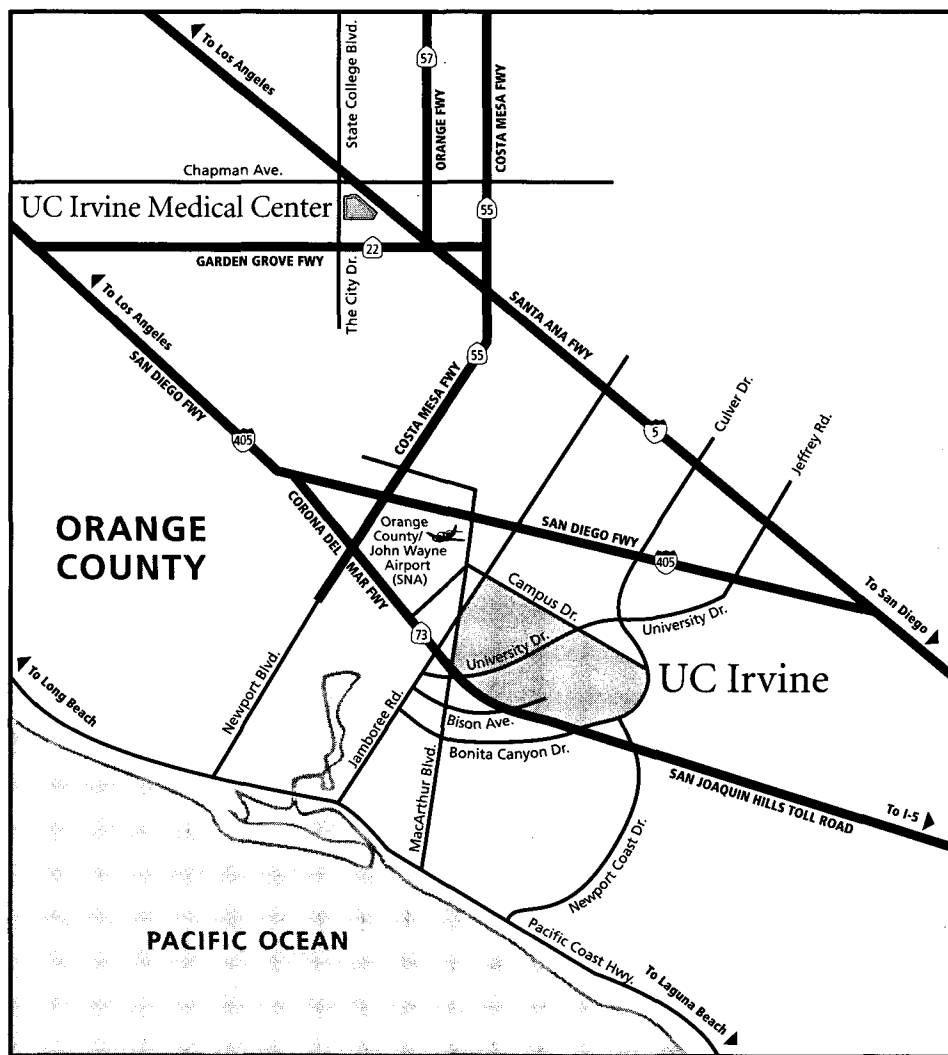 To Los Angeles
State College Blvd.
57
ORANGE FWY
COSTA MESA FWY
Chapman Ave.
UC Irvine Medical Center
55
22
GARDEN GROVE FWY
The City Dr.
To Los Angeles
SAN DIEGO FWY
SANTA ANA FWY
55
COSTA MESA FWY
405
5
Culver Dr.
Jeffrey Rd.
ORANGE
COUNTY
CORONA DEL MAR FWY
Orange
County/
John Wayne
Airport
(SNA)
SAN DIEGO FWY
405
To San Diego
Campus Dr.
73
University Dr.
University Dr.
UC Irvine
To Long Beach
Newport Blvd.
Jamboree Rd.
Bison Ave.
Bonita Canyon Dr.
MacArthur Blvd.
SAN JOAQUIN HILLS TOLL ROAD
To I-5
Newport Coast Dr.
PACIFIC OCEAN
Pacific Coast Hwy.
To Laguna Beach